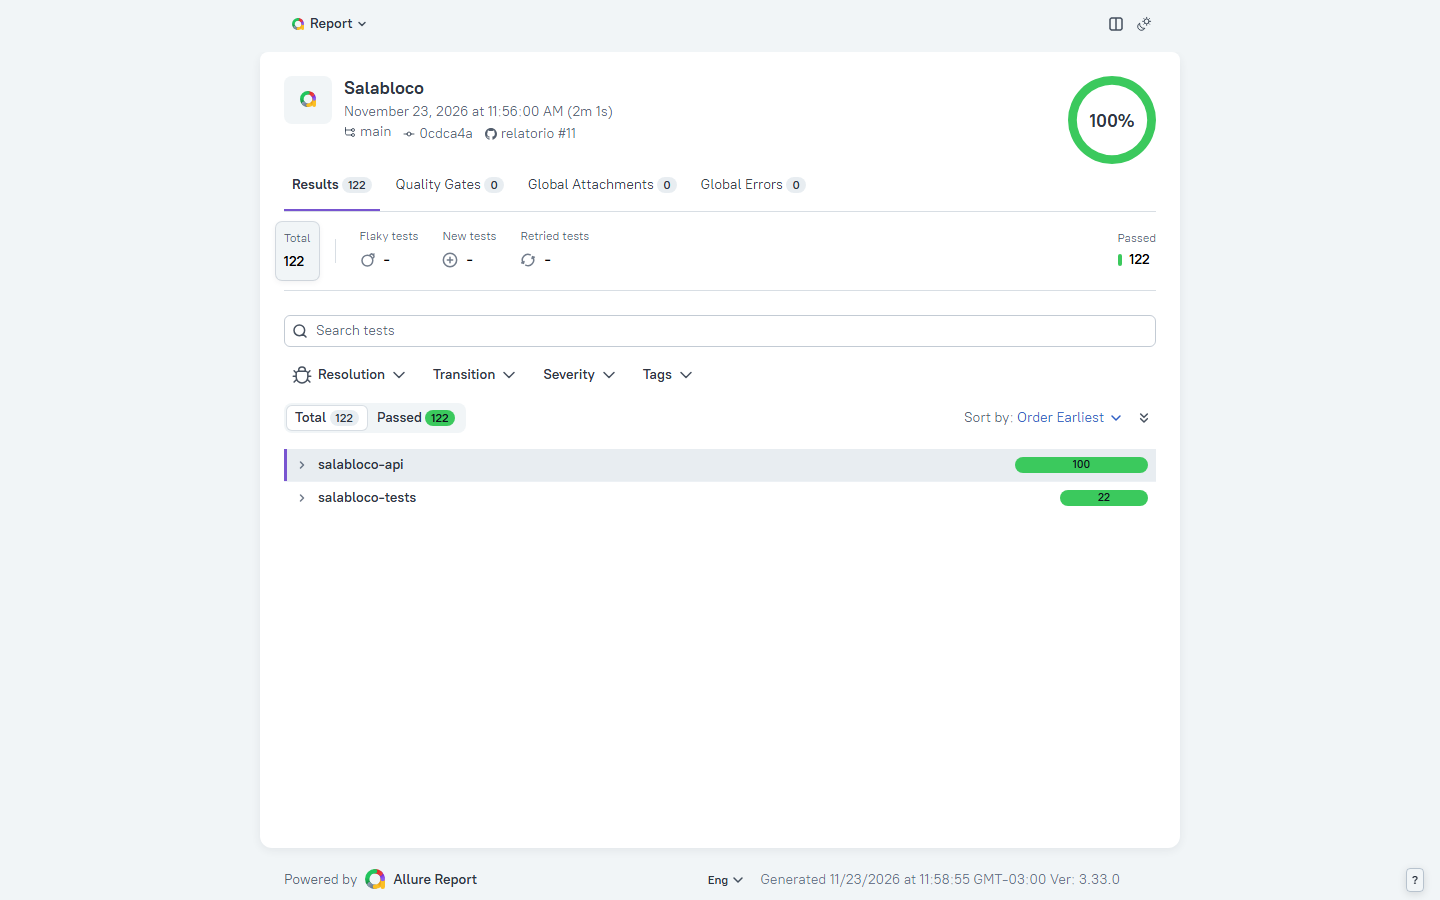 Report
Salabloco
November 23, 2026 at 11:56:00 AM (2m 1s)
main 0cdca4a relatorio #11
100%
Results 122 Quality Gates 0 Global Attachments 0 Global Errors 0
Total Flaky tests New tests Retried tests Passed
122 - - - 122
Search tests
Resolution Transition Severity Tags
Total 122 Passed 122 Sort by: Order Earliest
salabloco-api 100
salabloco-tests 22
Powered by Allure Report Eng Generated 11/23/2026 at 11:58:55 GMT-03:00 Ver: 3.33.0 ?